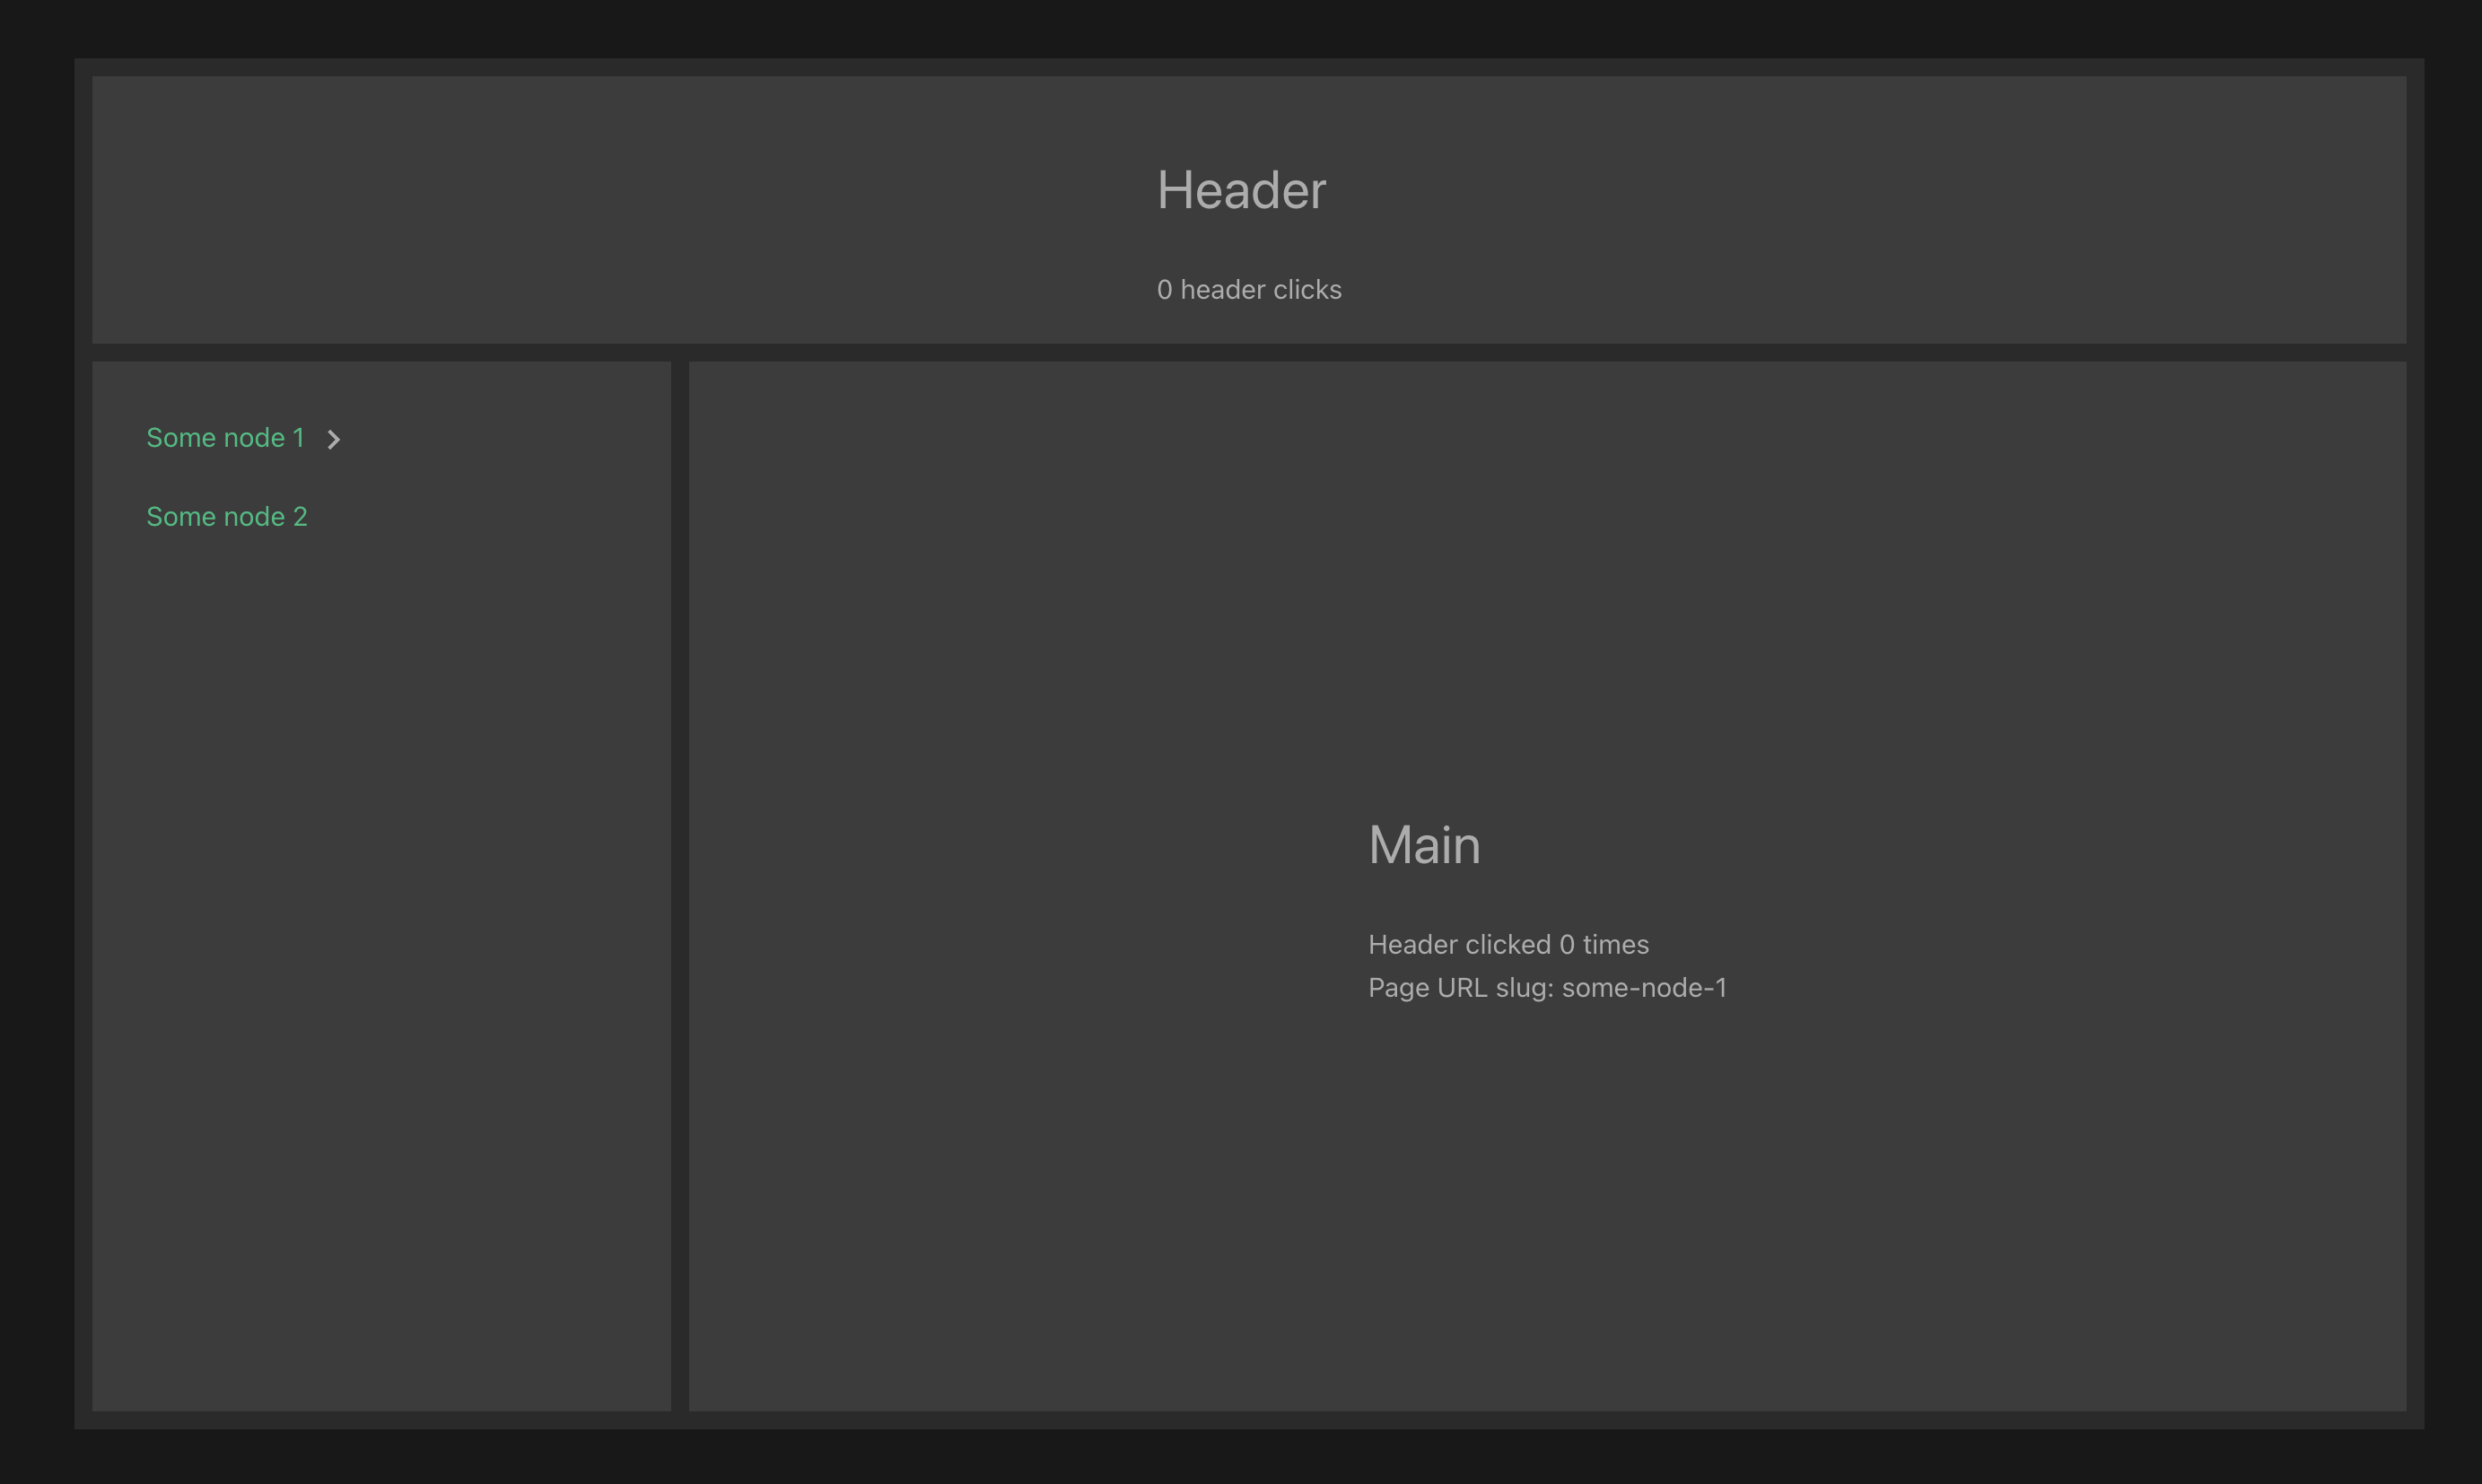 Header
0 header clicks
Some node 1
Some node 2
Main
Header clicked 0 times
Page URL slug: some-node-1